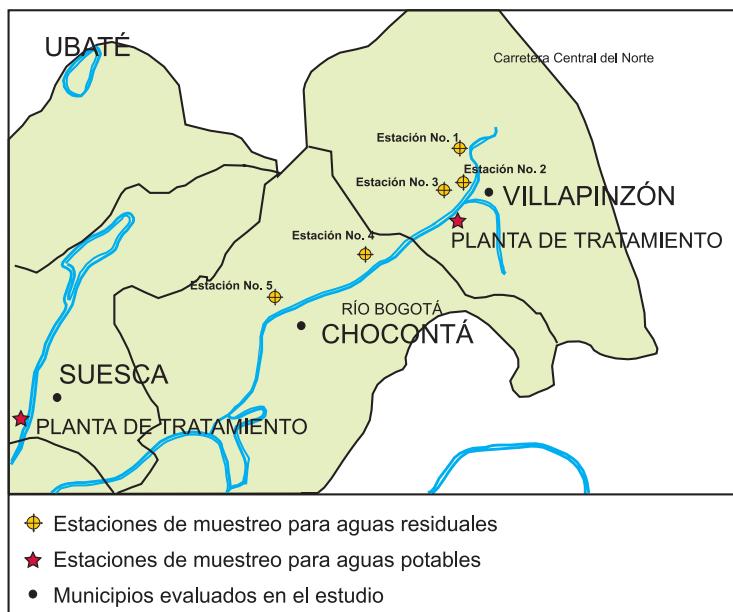 UBATÉ
Carretera Central del Norte
Estación No. 1
Estación No. 2
Estación No. 3
VILLAPINZÓN
PLANTA DE TRATAMIENTO
Estación No. 4
Estación No. 5
RÍO BOGOTÁ
CHOCONTÁ
SUESCA
PLANTA DE TRATAMIENTO
Estaciones de muestreo para aguas residuales
Estaciones de muestreo para aguas potables
Municipios evaluados en el estudio